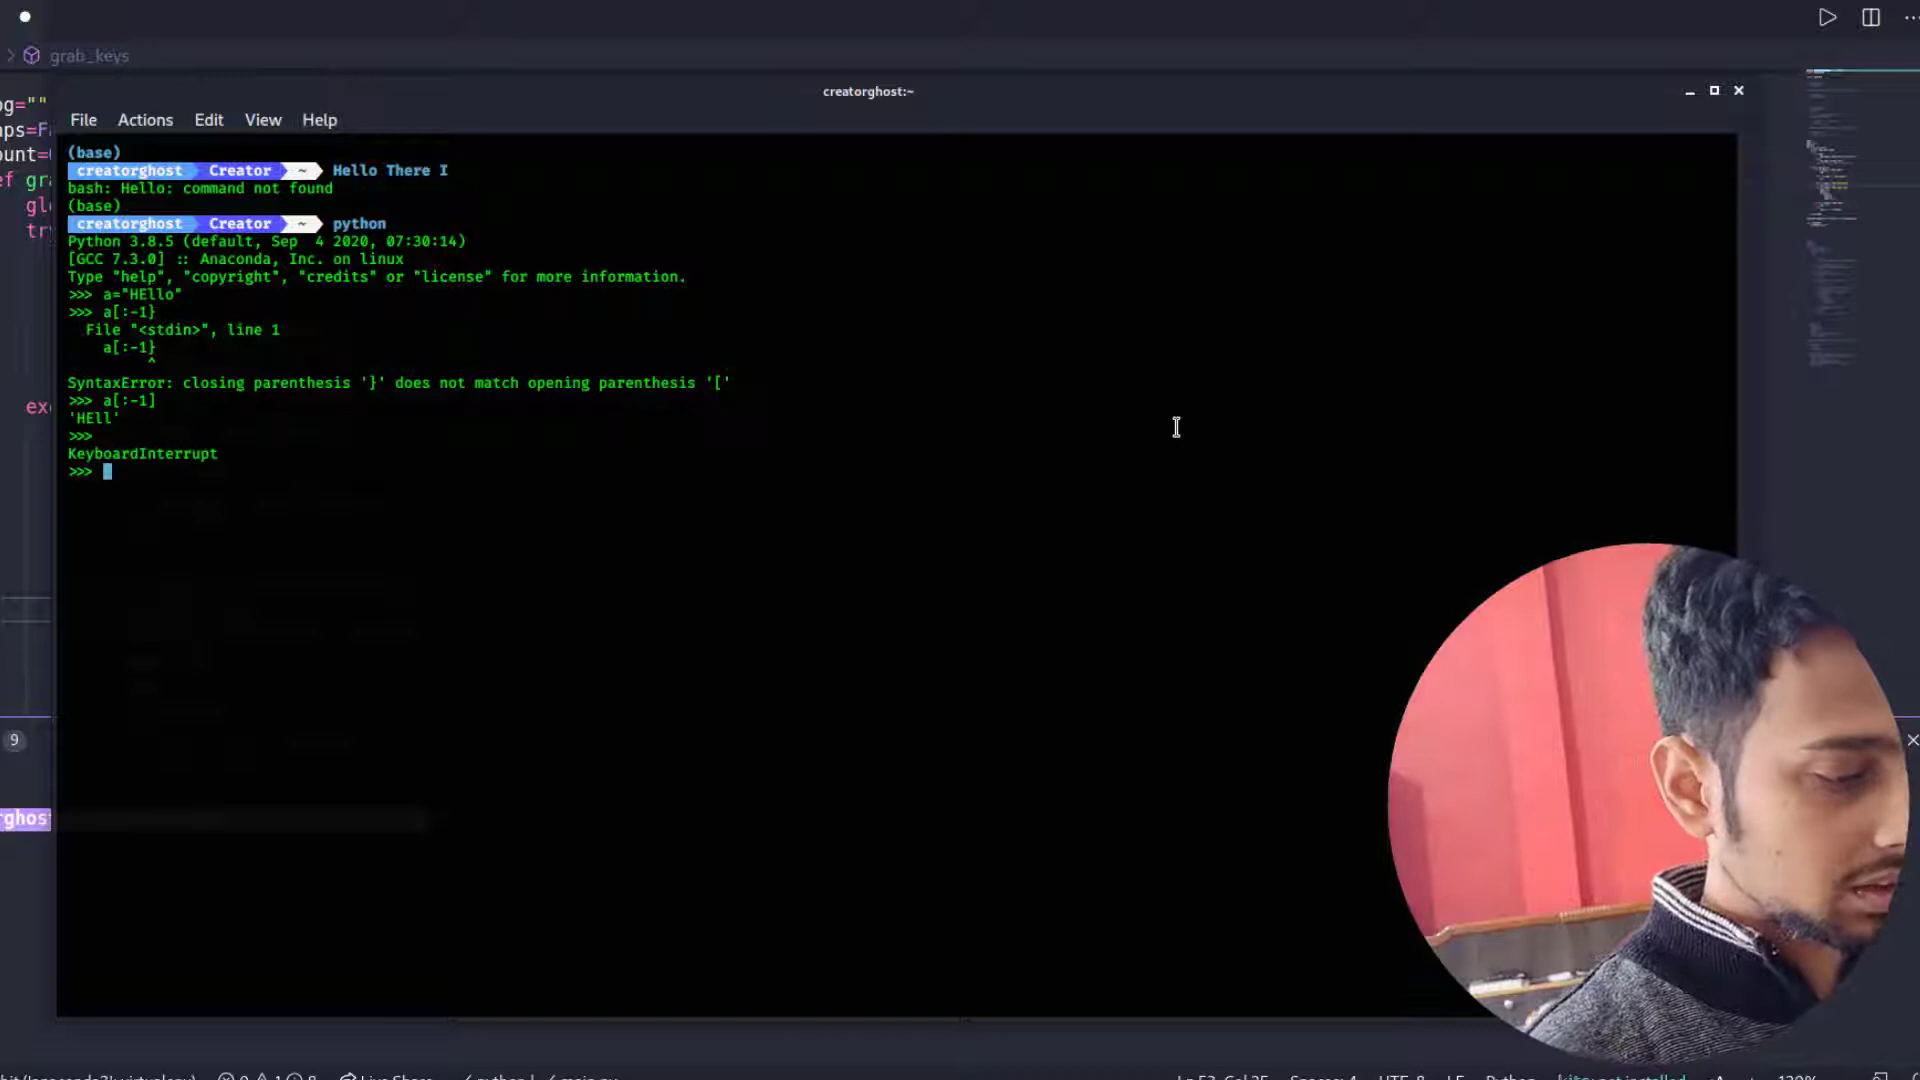 grab_keys
creatorghost:~
File Actions Edit View Help
(base)
creatorghost Creator ~ Hello There I
bash: Hello: command not found
(base)
creatorghost Creator ~ python
Python 3.8.5 (default, Sep  4 2020, 07:30:14)
[GCC 7.3.0] :: Anaconda, Inc. on linux
Type "help", "copyright", "credits" or "license" for more information.
>>> a="HEllo"
>>> a[:-1}
  File "<stdin>", line 1
    a[:-1}
         ^
SyntaxError: closing parenthesis '}' does not match opening parenthesis '['
>>> a[:-1]
'HEll'
>>>
KeyboardInterrupt
>>>
9